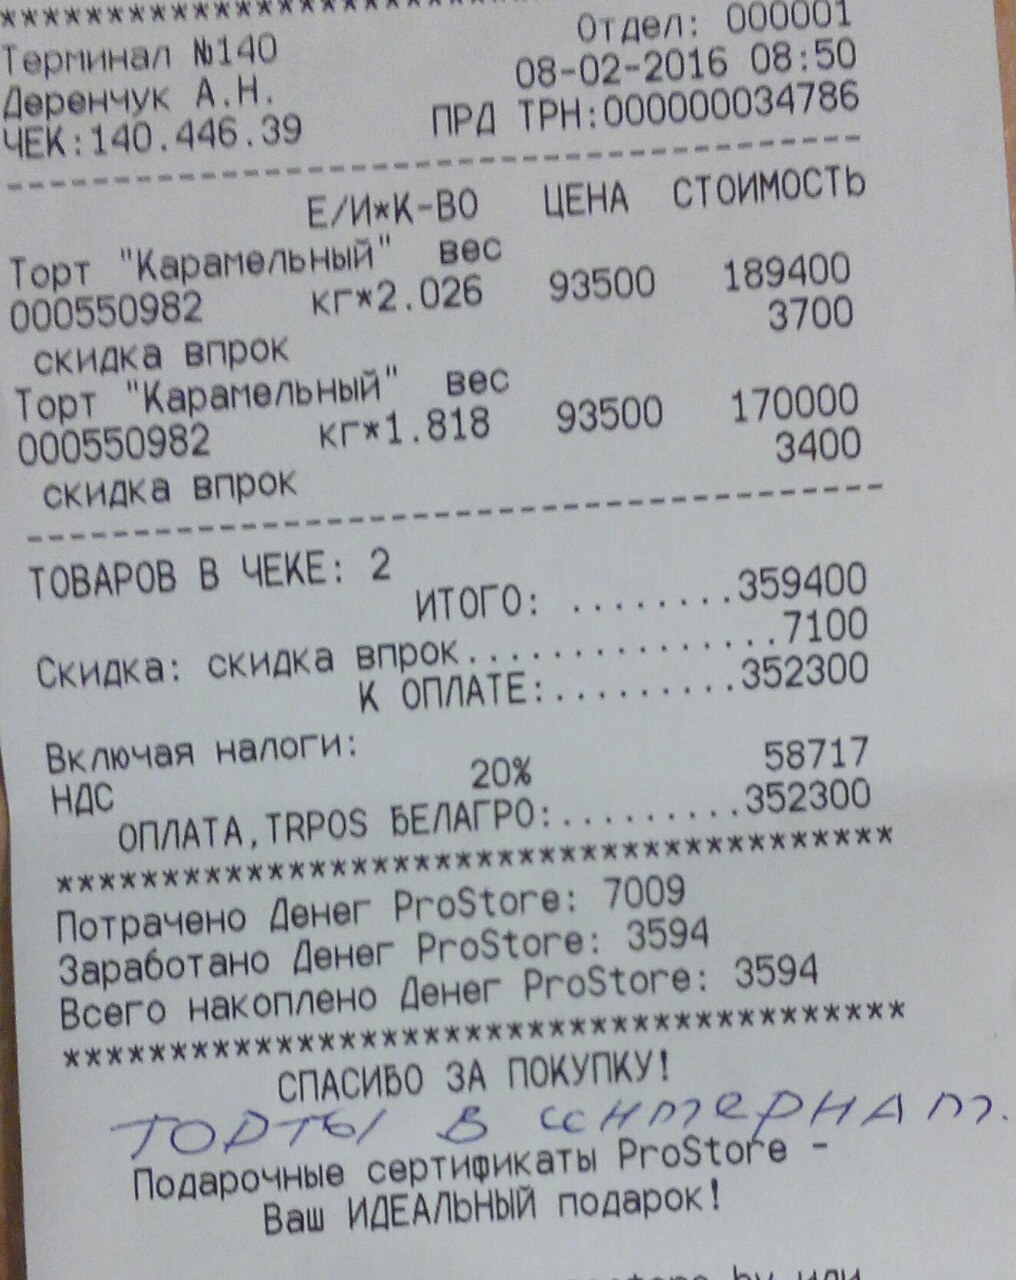 ************************************
Отдел: 000001
Терминал №140
08-02-2016 08:50
Деренчук А.Н.
ПРД ТРН:000000034786
ЧЕК:140.446.39
----------------------------------------
Е/И*К-ВО ЦЕНА СТОИМОСТЬ
Торт "Карамельный" вес
000550982 кг*2.026 93500 189400
скидка впрок 3700
Торт "Карамельный" вес
000550982 кг*1.818 93500 170000
скидка впрок 3400
----------------------------------------
ТОВАРОВ В ЧЕКЕ: 2
ИТОГО: ........359400
Скидка: скидка впрок...............7100
К ОПЛАТЕ:.........352300
Включая налоги:
НДС 20% 58717
ОПЛАТА,TRPOS БЕЛАГРО:.........352300
****************************************
Потрачено Денег ProStore: 7009
Заработано Денег ProStore: 3594
Всего накоплено Денег ProStore: 3594
****************************************
СПАСИБО ЗА ПОКУПКУ!
ТОРТЫ В ИНТЕРНАТ.
Подарочные сертификаты ProStore -
Ваш ИДЕАЛЬНЫЙ подарок!